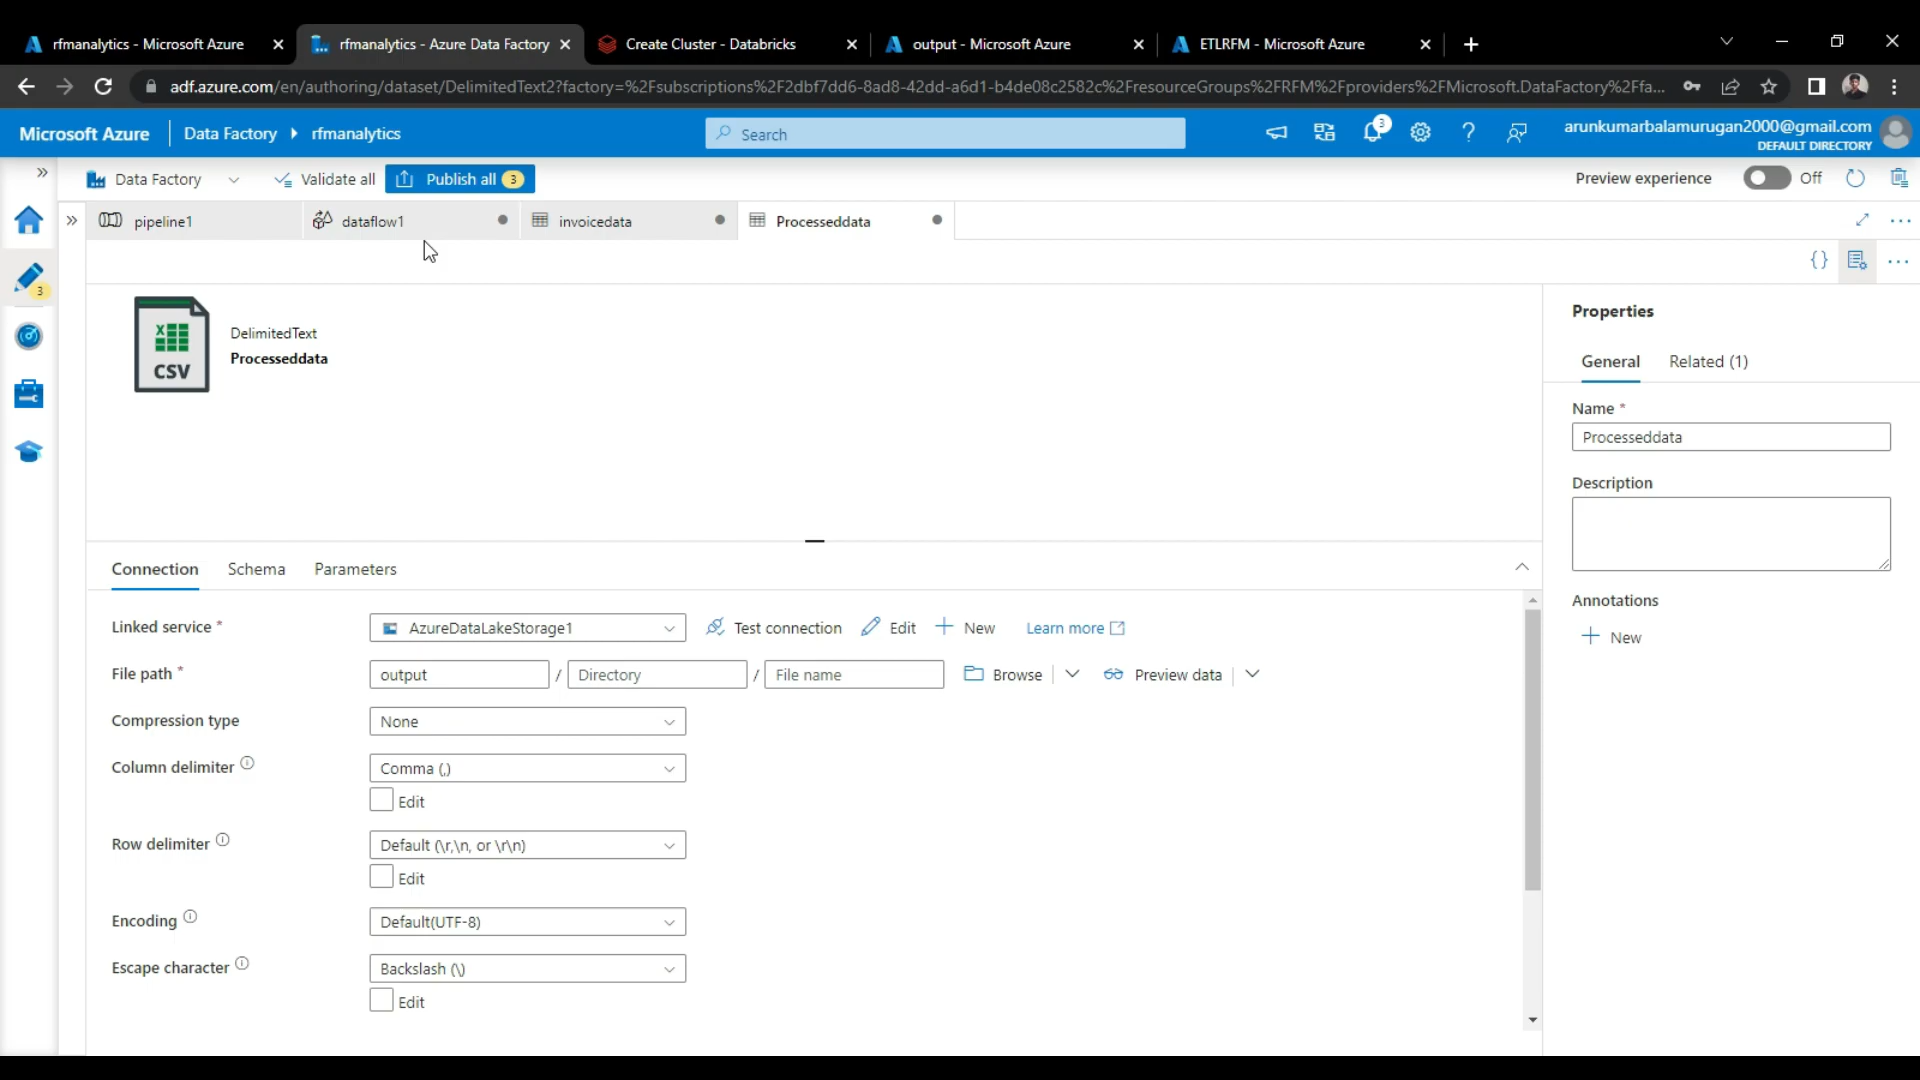 rfmanalytics - Microsoft Azure
rfmanalytics - Azure Data Factory
Create Cluster - Databricks
output - Microsoft Azure
ETLRFM - Microsoft Azure
adf.azure.com/en/authoring/dataset/DelimitedText2?factory=%2Fsubscriptions%2F2dbf7dd6-8ad8-42dd-a6d1-b4de08c2582c%2FresourceGroups%2FRFM%2Fproviders%2FMicrosoft.DataFactory%2Ffa...
Microsoft Azure
Data Factory
rfmanalytics
Search
3
arunkumarbalamurugan2000@gmail.com
DEFAULT DIRECTORY
Data Factory
Validate all
Publish all 3
Preview experience
Off
pipeline1
dataflow1
invoicedata
Processeddata
3
{}
X
CSV
DelimitedText
Processeddata
Properties
General
Related (1)
Name *
Processeddata
Description
Annotations
New
Connection
Schema
Parameters
Linked service *
AzureDataLakeStorage1
Test connection
Edit
New
Learn more
File path *
output / Directory / File name
Browse
Preview data
Compression type
None
Column delimiter
Comma (,)
Edit
Row delimiter
Default (\r,\n, or \r\n)
Edit
Encoding
Default(UTF-8)
Escape character
Backslash (\)
Edit